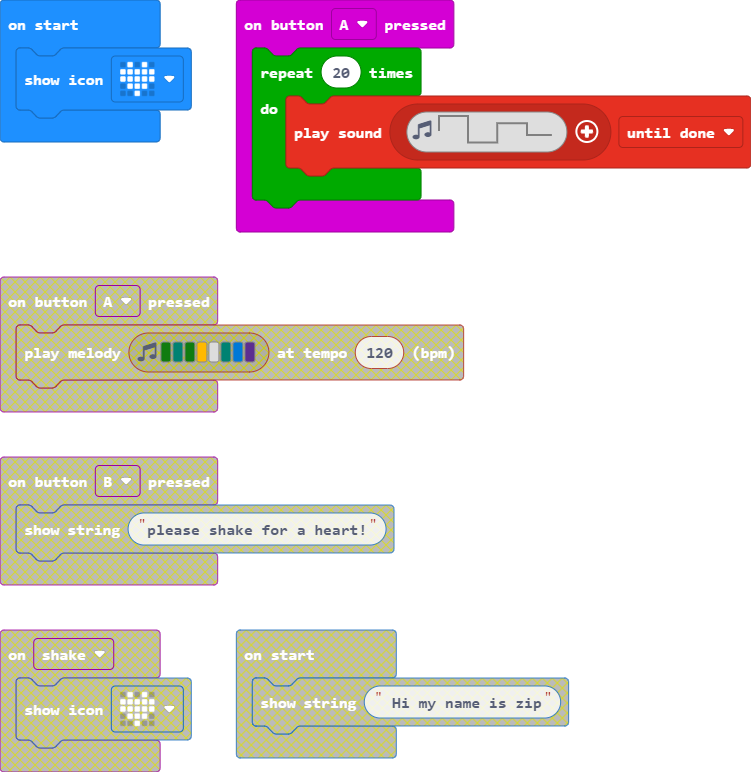 on start
show icon
on button A pressed
repeat 20 times
do
play sound until done
on button A pressed
play melody at tempo 120 (bpm)
on button B pressed
show string "please shake for a heart!"
on shake
show icon
on start
show string " Hi my name is zip"